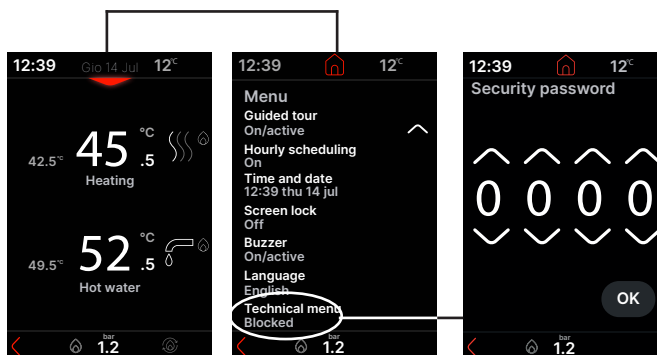 12:39 Gio 14 Jul 12°C
42.5°C 45.5 °C
Heating
49.5°C 52.5 °C
Hot water
bar
1.2
12:39 12°C
Menu
Guided tour
On/active
Hourly scheduling
On
Time and date
12:39 thu 14 jul
Screen lock
Off
Buzzer
On/active
Language
English
Technical menu
Blocked
bar
1.2
12:39 12°C
Security password
0 0 0 0
OK
bar
1.2